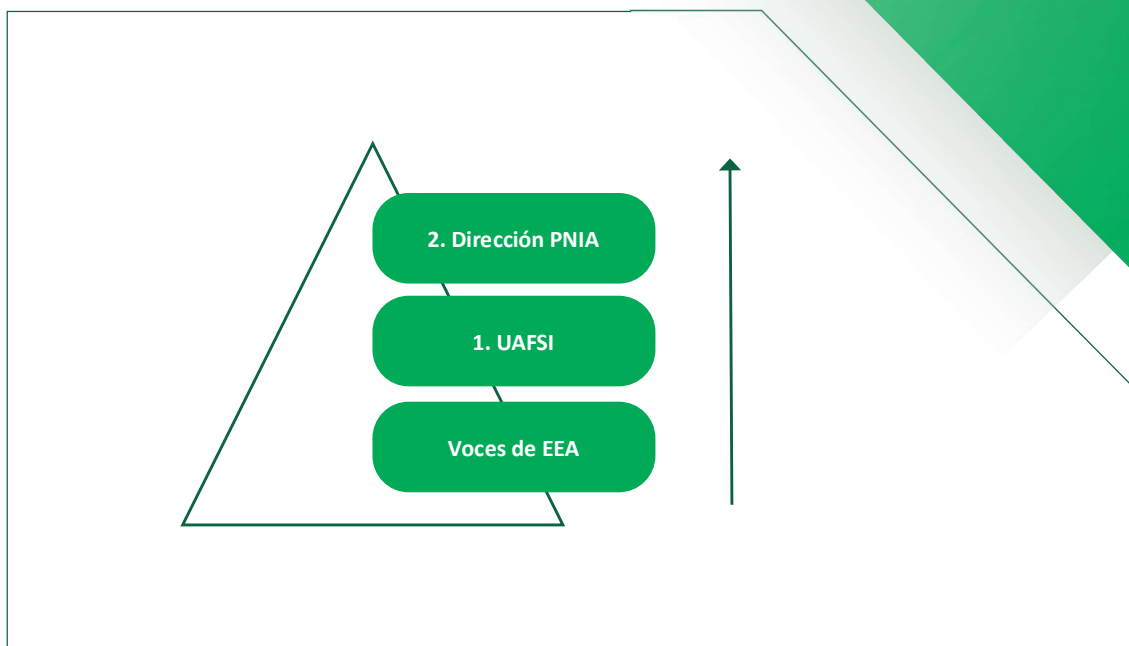 2. Dirección PNIA
1. UAFSI
Voces de EEA